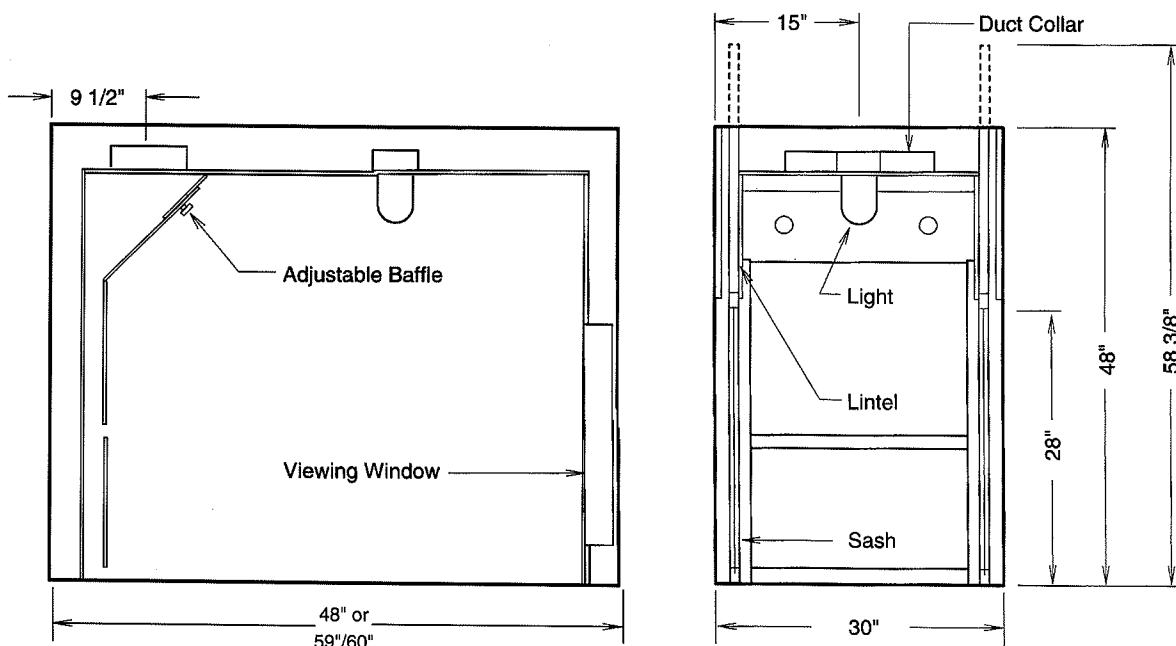 9 1/2"
Adjustable Baffle
Viewing Window
48" or
59"/60"
15"
Duct Collar
Light
Lintel
Sash
28"
48"
58 3/8"
30"